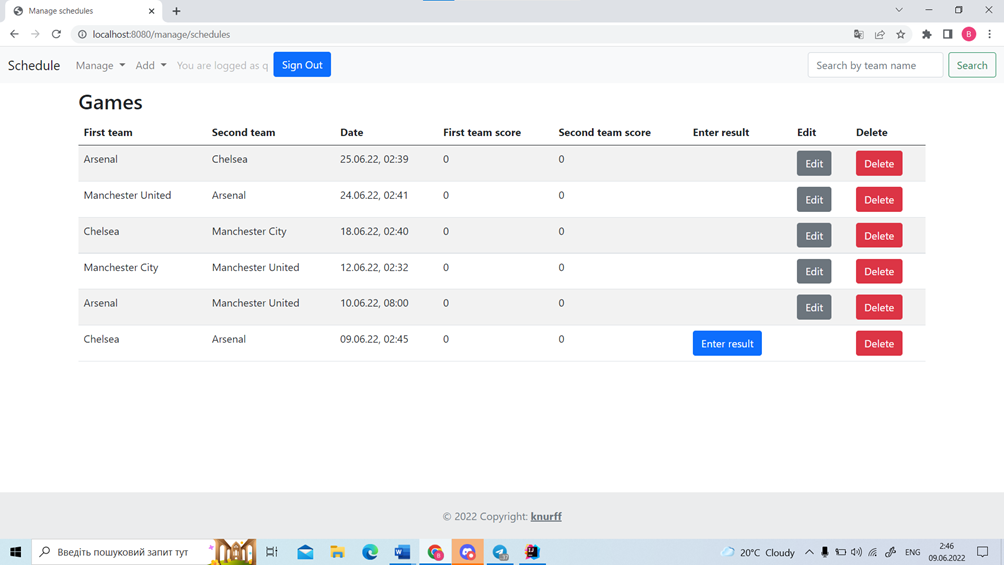 Manage schedules
localhost:8080/manage/schedules
B
Schedule Manage Add You are logged as q Sign Out Search by team name Search
Games
First team Second team Date First team score Second team score Enter result Edit Delete
Arsenal Chelsea 25.06.22, 02:39 0 0 Edit Delete
Manchester United Arsenal 24.06.22, 02:41 0 0 Edit Delete
Chelsea Manchester City 18.06.22, 02:40 0 0 Edit Delete
Manchester City Manchester United 12.06.22, 02:32 0 0 Edit Delete
Arsenal Manchester United 10.06.22, 08:00 0 0 Edit Delete
Chelsea Arsenal 09.06.22, 02:45 0 0 Enter result Delete
© 2022 Copyright: knurff
Введіть пошуковий запит тут 20°C Cloudy ENG 2:46
09.06.2022